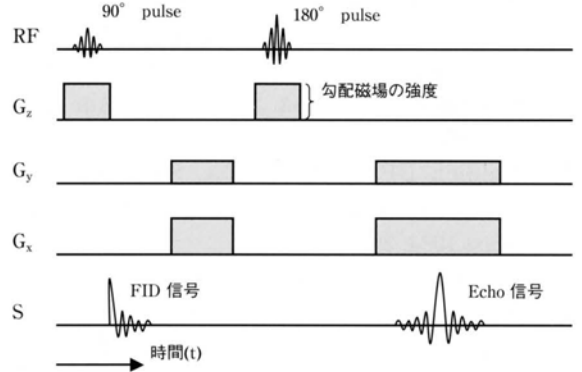 90° pulse 180° pulse
RF
Gz 勾配磁場の強度
Gy
Gx
FID 信号 Echo 信号
S
時間(t)